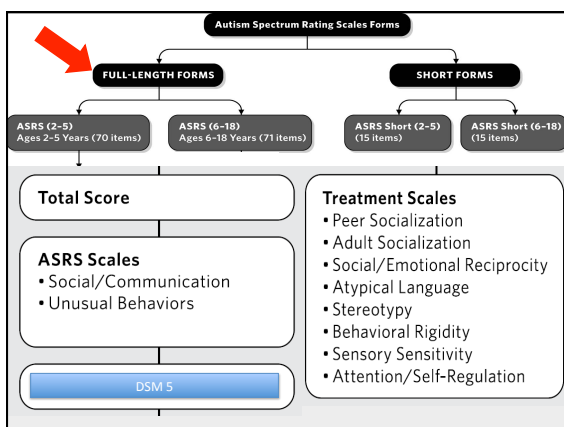 Autism Spectrum Rating Scales Forms
FULL-LENGTH FORMS
SHORT FORMS
ASRS (2–5)
Ages 2–5 Years (70 items)
ASRS (6–18)
Ages 6-18 Years (71 items)
ASRS Short (2–5)
(15 items)
ASRS Short (6–18)
(15 items)
Total Score
ASRS Scales
• Social/Communication
• Unusual Behaviors
DSM 5
Treatment Scales
• Peer Socialization
• Adult Socialization
• Social/Emotional Reciprocity
• Atypical Language
• Stereotypy
• Behavioral Rigidity
• Sensory Sensitivity
• Attention/Self-Regulation